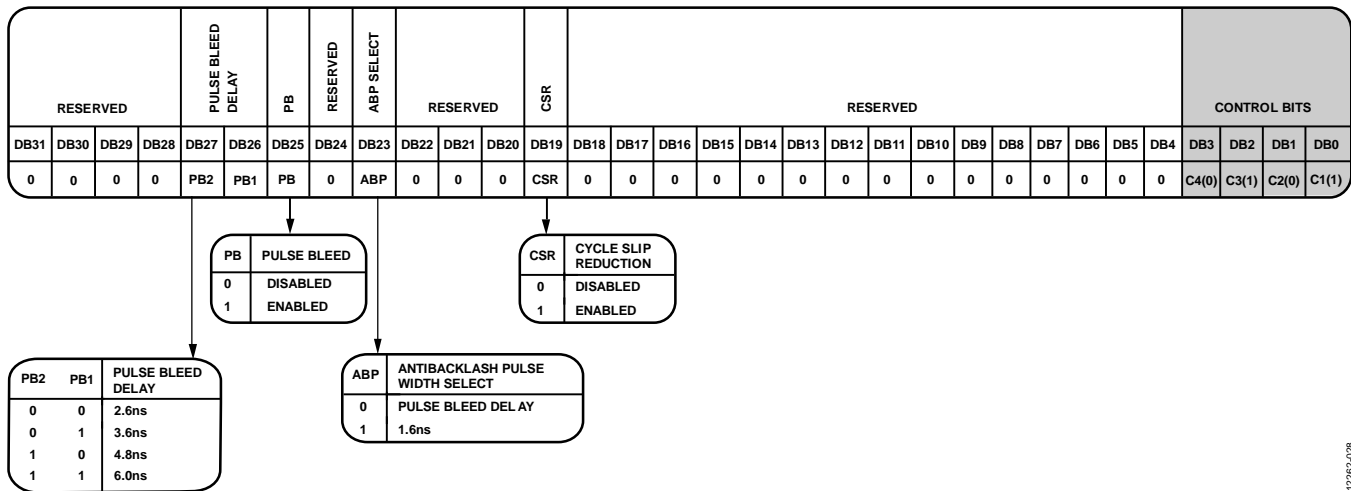 RESERVED
PULSE BLEED
DELAY
PB
RESERVED
ABP SELECT
RESERVED
CSR
RESERVED
CONTROL BITS
DB31 DB30 DB29 DB28 DB27 DB26 DB25 DB24 DB23 DB22 DB21 DB20 DB19 DB18 DB17 DB16 DB15 DB14 DB13 DB12 DB11 DB10 DB9 DB8 DB7 DB6 DB5 DB4 DB3 DB2 DB1 DB0
0 0 0 0 PB2 PB1 PB 0 ABP 0 0 0 CSR 0 0 0 0 0 0 0 0 0 0 0 0 0 0 0 C4(0) C3(1) C2(0) C1(1)
PB PULSE BLEED
0 DISABLED
1 ENABLED
CSR CYCLE SLIP
REDUCTION
0 DISABLED
1 ENABLED
PB2 PB1 PULSE BLEED
DELAY
0 0 2.6ns
0 1 3.6ns
1 0 4.8ns
1 1 6.0ns
ABP ANTIBACKLASH PULSE
WIDTH SELECT
0 PULSE BLEED DELAY
1 1.6ns
12262-028